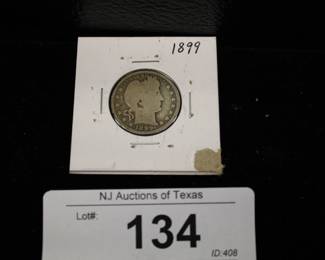 1899
NJ Auctions of Texas
Lot#:
134
ID:408